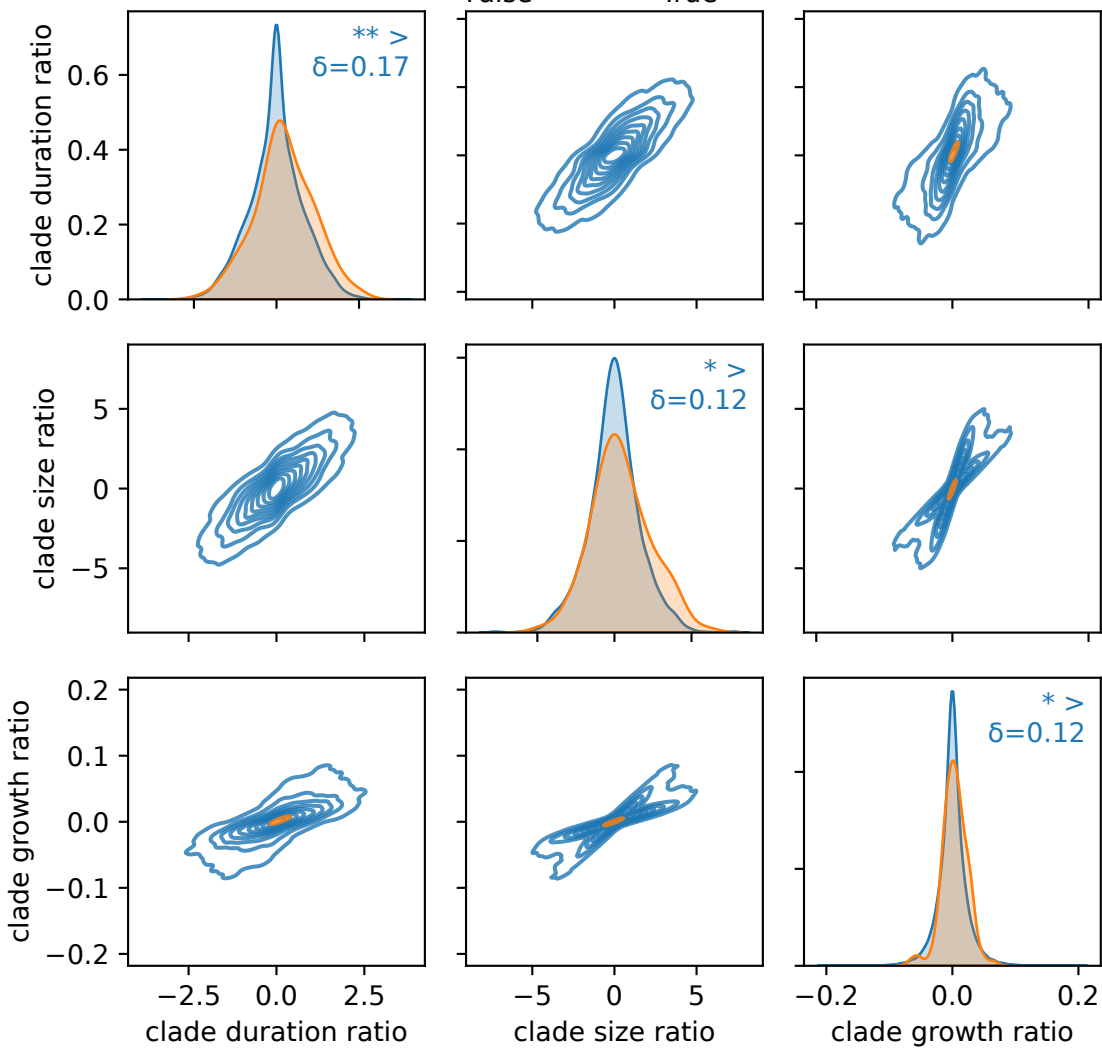 False True
clade duration ratio
0.6
0.4
0.2
0.0
** >
δ=0.17
clade size ratio
5
0
−5
* >
δ=0.12
clade growth ratio
0.2
0.1
0.0
−0.1
−0.2
* >
δ=0.12
−2.5 0.0 2.5
−5 0 5
−0.2 0.0 0.2
clade duration ratio
clade size ratio
clade growth ratio